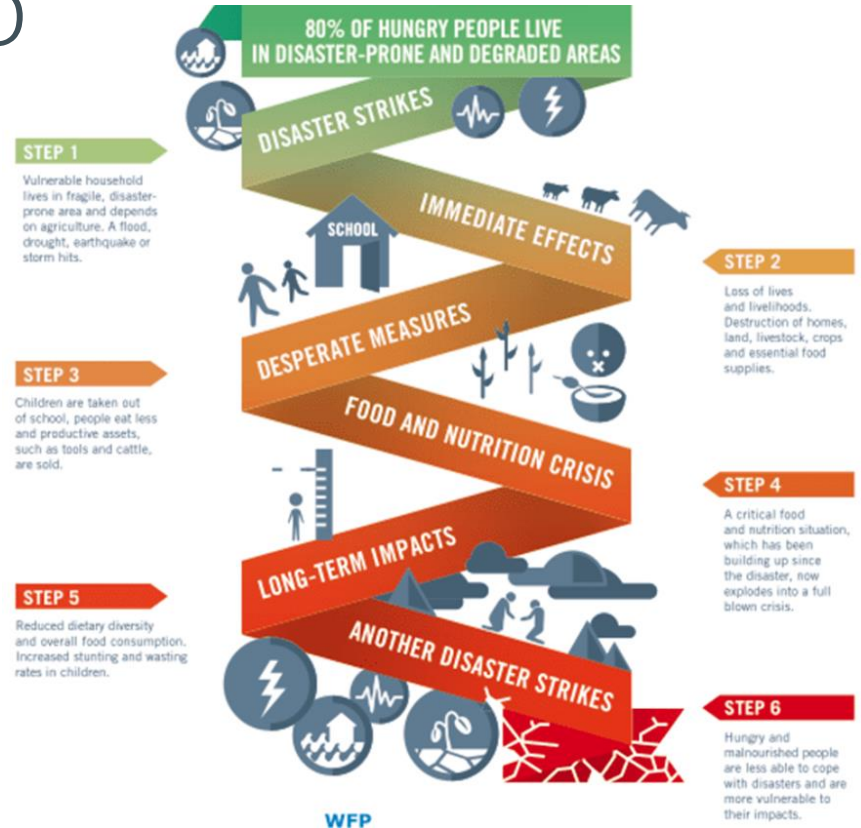 80% OF HUNGRY PEOPLE LIVE
IN DISASTER-PRONE AND DEGRADED AREAS
DISASTER STRIKES
STEP 1
Vulnerable household
lives in fragile, disaster-
prone area and depends
on agriculture. A flood,
drought, earthquake or
storm hits.
IMMEDIATE EFFECTS
SCHOOL
STEP 2
Loss of lives
and livelihoods.
Destruction of homes,
land, livestock, crops
and essential food
supplies.
DESPERATE MEASURES
STEP 3
Children are taken out
of school, people eat less
and productive assets,
such as tools and cattle,
are sold.
FOOD AND NUTRITION CRISIS
STEP 4
A critical food
and nutrition situation,
which has been
building up since
the disaster, now
explodes into a full
blown crisis.
LONG-TERM IMPACTS
STEP 5
Reduced dietary diversity
and overall food consumption.
Increased stunting and wasting
rates in children.
ANOTHER DISASTER STRIKES
STEP 6
Hungry and
malnourished people
are less able to cope
with disasters and are
more vulnerable to
their impacts.
WFP